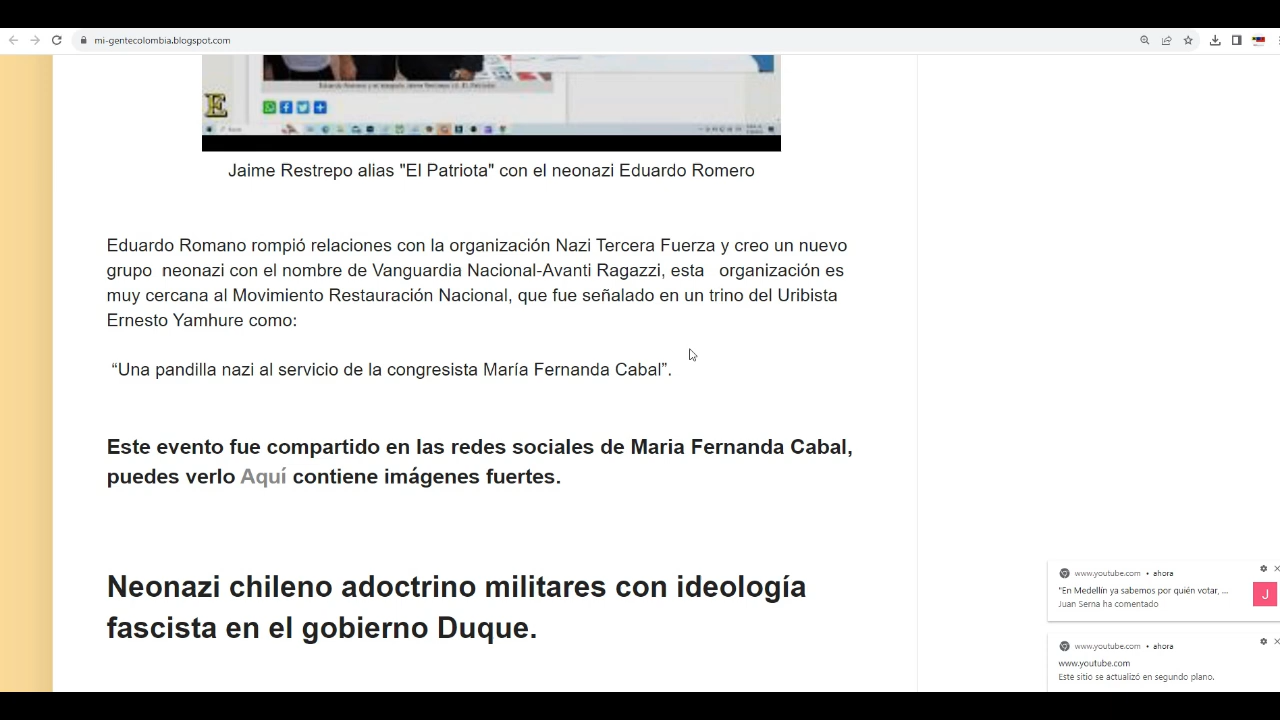 mi-gentecolombia.blogspot.com
E
Jaime Restrepo alias "El Patriota" con el neonazi Eduardo Romero
Eduardo Romano rompió relaciones con la organización Nazi Tercera Fuerza y creo un nuevo
grupo neonazi con el nombre de Vanguardia Nacional-Avanti Ragazzi, esta organización es
muy cercana al Movimiento Restauración Nacional, que fue señalado en un trino del Uribista
Ernesto Yamhure como:
“Una pandilla nazi al servicio de la congresista María Fernanda Cabal”.
Este evento fue compartido en las redes sociales de Maria Fernanda Cabal,
puedes verlo Aquí contiene imágenes fuertes.
Neonazi chileno adoctrino militares con ideología
fascista en el gobierno Duque.
www.youtube.com • ahora
"En Medellín ya sabemos por quién votar, ...
Juan Serna ha comentado
J
www.youtube.com • ahora
www.youtube.com
Este sitio se actualizó en segundo plano.